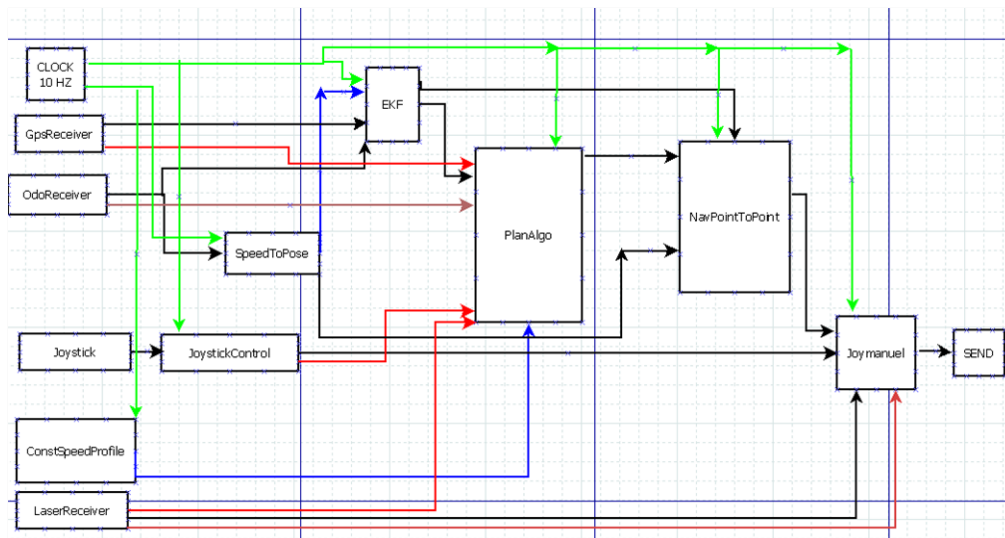 CLOCK
10 HZ
EKF
GpsReceiver
OdoReceiver
NavPointToPoint
PlanAlgo
SpeedToPose
Joystick
JoystickControl
Joymanuel
SEND
ConstSpeedProfile
LaserReceiver